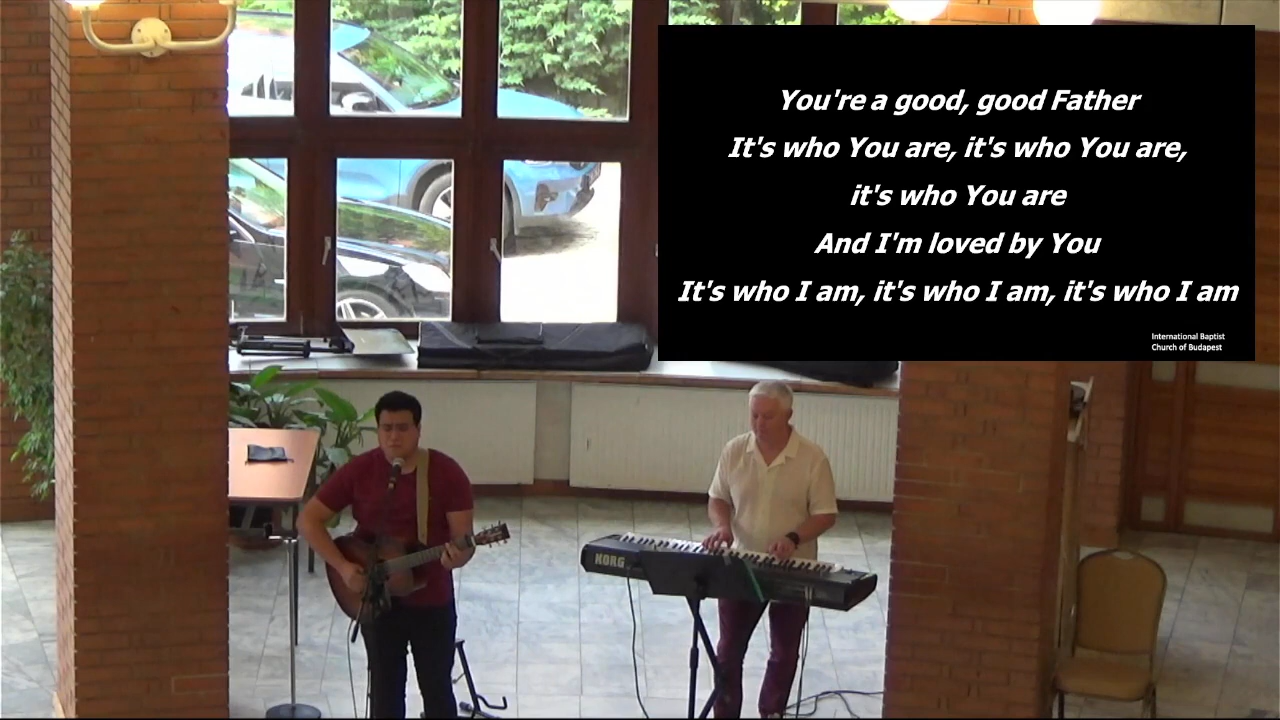 You're a good, good Father
It's who You are, it's who You are,
it's who You are
And I'm loved by You
It's who I am, it's who I am, it's who I am
International Baptist
Church of Budapest
KORG